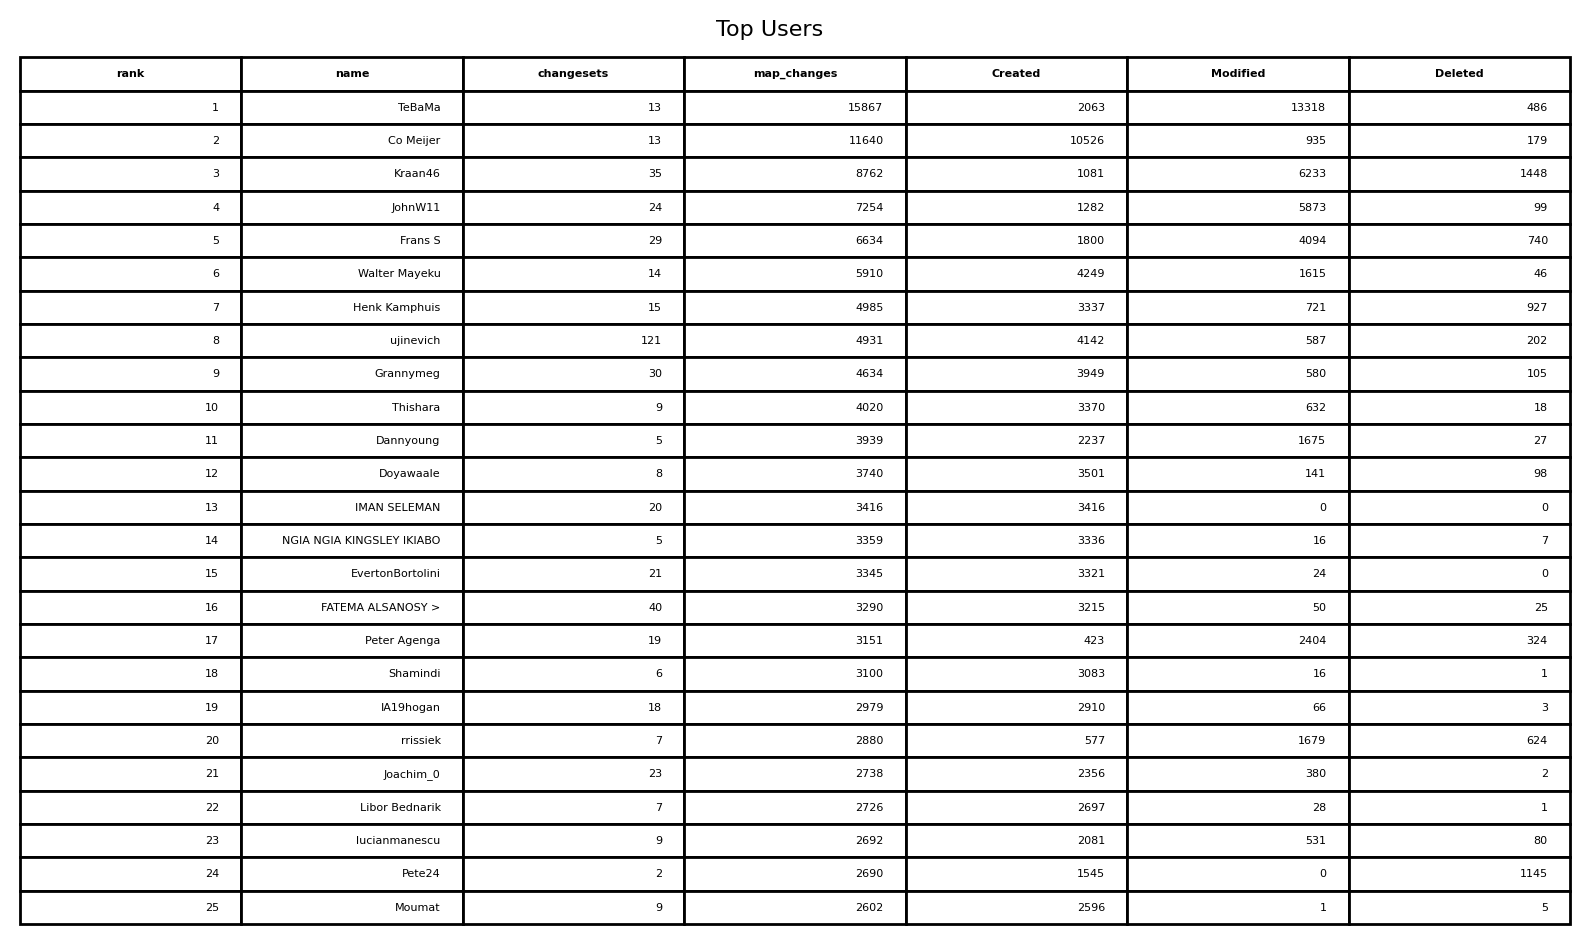 Top Users
rank name changesets map_changes Created Modified Deleted
1 TeBaMa 13 15867 2063 13318 486
2 Co Meijer 13 11640 10526 935 179
3 Kraan46 35 8762 1081 6233 1448
4 JohnW11 24 7254 1282 5873 99
5 Frans S 29 6634 1800 4094 740
6 Walter Mayeku 14 5910 4249 1615 46
7 Henk Kamphuis 15 4985 3337 721 927
8 ujinevich 121 4931 4142 587 202
9 Grannymeg 30 4634 3949 580 105
10 Thishara 9 4020 3370 632 18
11 Dannyoung 5 3939 2237 1675 27
12 Doyawaale 8 3740 3501 141 98
13 IMAN SELEMAN 20 3416 3416 0 0
14 NGIA NGIA KINGSLEY IKIABO 5 3359 3336 16 7
15 EvertonBortolini 21 3345 3321 24 0
16 FATEMA ALSANOSY > 40 3290 3215 50 25
17 Peter Agenga 19 3151 423 2404 324
18 Shamindi 6 3100 3083 16 1
19 IA19hogan 18 2979 2910 66 3
20 rrissiek 7 2880 577 1679 624
21 Joachim_0 23 2738 2356 380 2
22 Libor Bednarik 7 2726 2697 28 1
23 lucianmanescu 9 2692 2081 531 80
24 Pete24 2 2690 1545 0 1145
25 Moumat 9 2602 2596 1 5